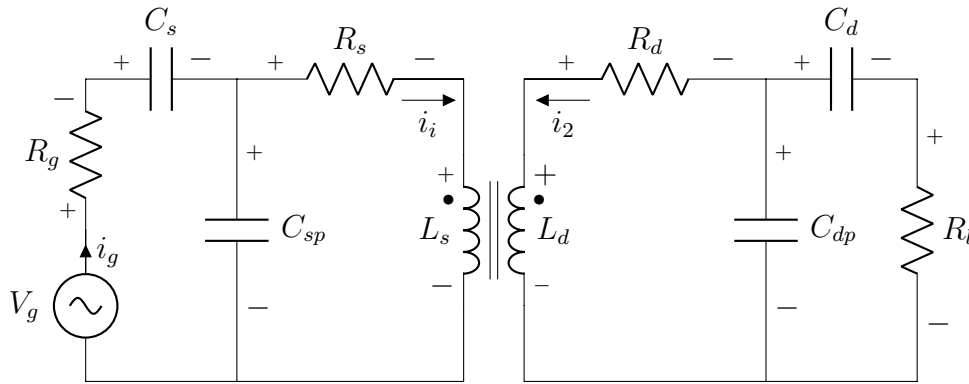 C_s
C_d
+ −
+ −
R_s
R_d
+ −
+ −
+ −
− 
i_i
i_2
R_g
+
+
+
+
+
+
i_g
C_sp
L_s
L_d
C_dp
R_l
V_g
−
−
−
−
−